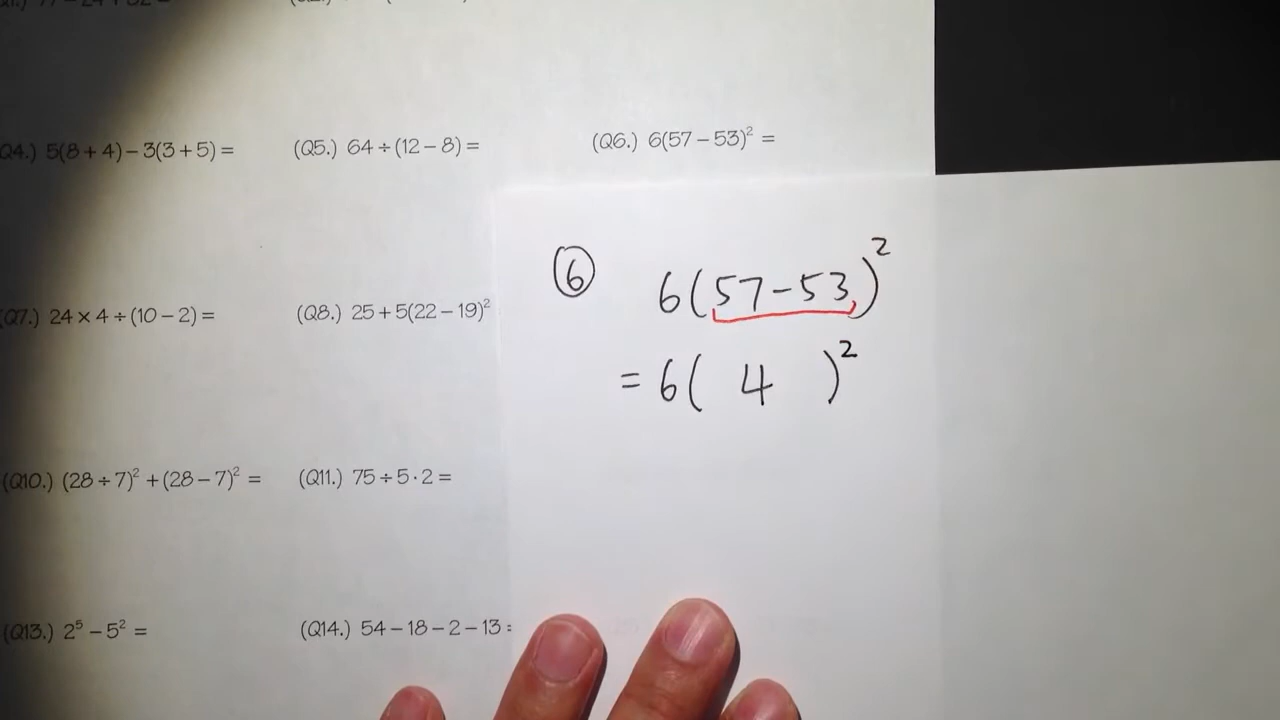 (Q4.) 5(8 + 4) – 3(3 + 5) =
(Q5.) 64 ÷ (12 – 8) =
(Q6.) 6(57 – 53)² =
⑥ 6(57-53)²
= 6( 4 )²
(Q7.) 24 × 4 ÷ (10 – 2) =
(Q8.) 25 + 5(22 – 19)²
(Q10.) (28 ÷ 7)² + (28 – 7)² =
(Q11.) 75 ÷ 5 · 2 =
(Q13.) 2⁵ – 5² =
(Q14.) 54 – 18 – 2 – 13 =